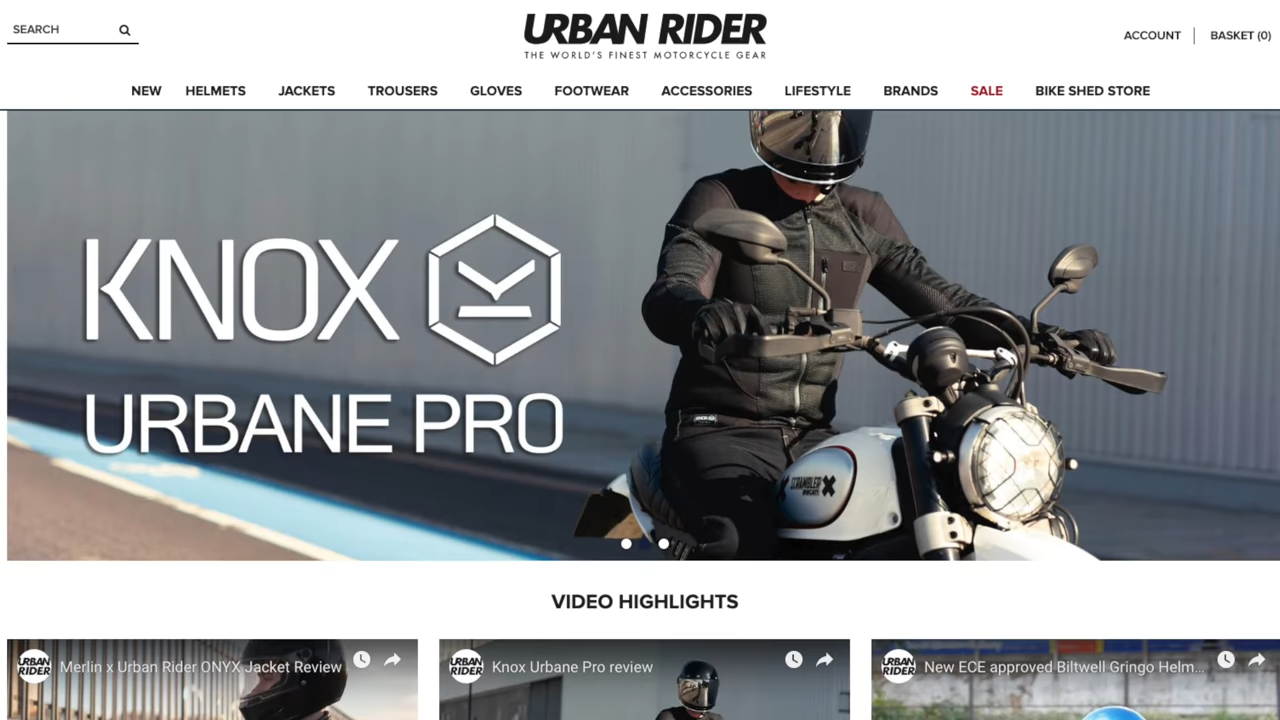 SEARCH
URBAN RIDER
THE WORLD'S FINEST MOTORCYCLE GEAR
ACCOUNT
BASKET (0)
NEW HELMETS JACKETS TROUSERS GLOVES FOOTWEAR ACCESSORIES LIFESTYLE BRANDS SALE BIKE SHED STORE
KNOX
URBANE PRO
SCRAMBLER
DUCATI
VIDEO HIGHLIGHTS
URBAN
RIDER
Merlin x Urban Rider ONYX Jacket Review
URBAN
RIDER
Knox Urbane Pro review
URBAN
RIDER
New ECE approved Biltwell Gringo Helm...